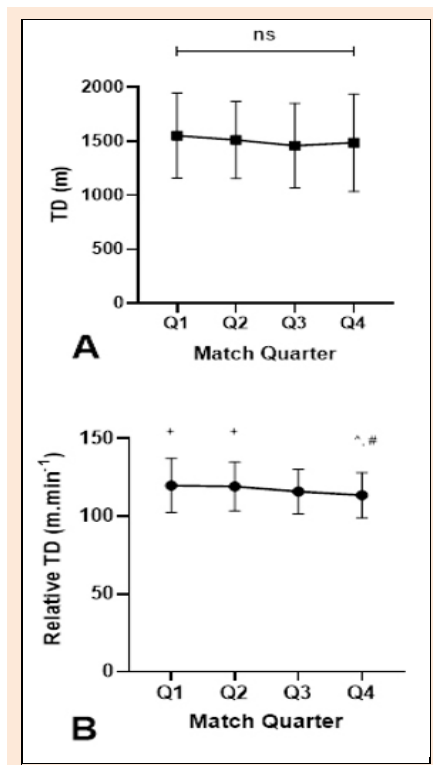 ns
2000
1500
1000
500
0
TD (m)
Q1 Q2 Q3 Q4
A
Match Quarter
+ + ^, #
150
100
50
0
Relative TD (m.min⁻¹)
Q1 Q2 Q3 Q4
B
Match Quarter